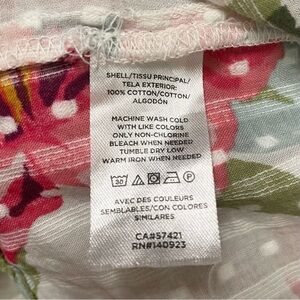 SHELL/TISSU PRINCIPAL/
TELA EXTERIOR:
100% COTTON/COTTON/
ALGODÓN
MACHINE WASH COLD
WITH LIKE COLORS
ONLY NON-CHLORINE
BLEACH WHEN NEEDED
TUMBLE DRY LOW
WARM IRON WHEN NEEDED
30 P
AVEC DES COULEURS
SEMBLABLES/CON COLORES
SIMILARES
CA#57421
RN#140923